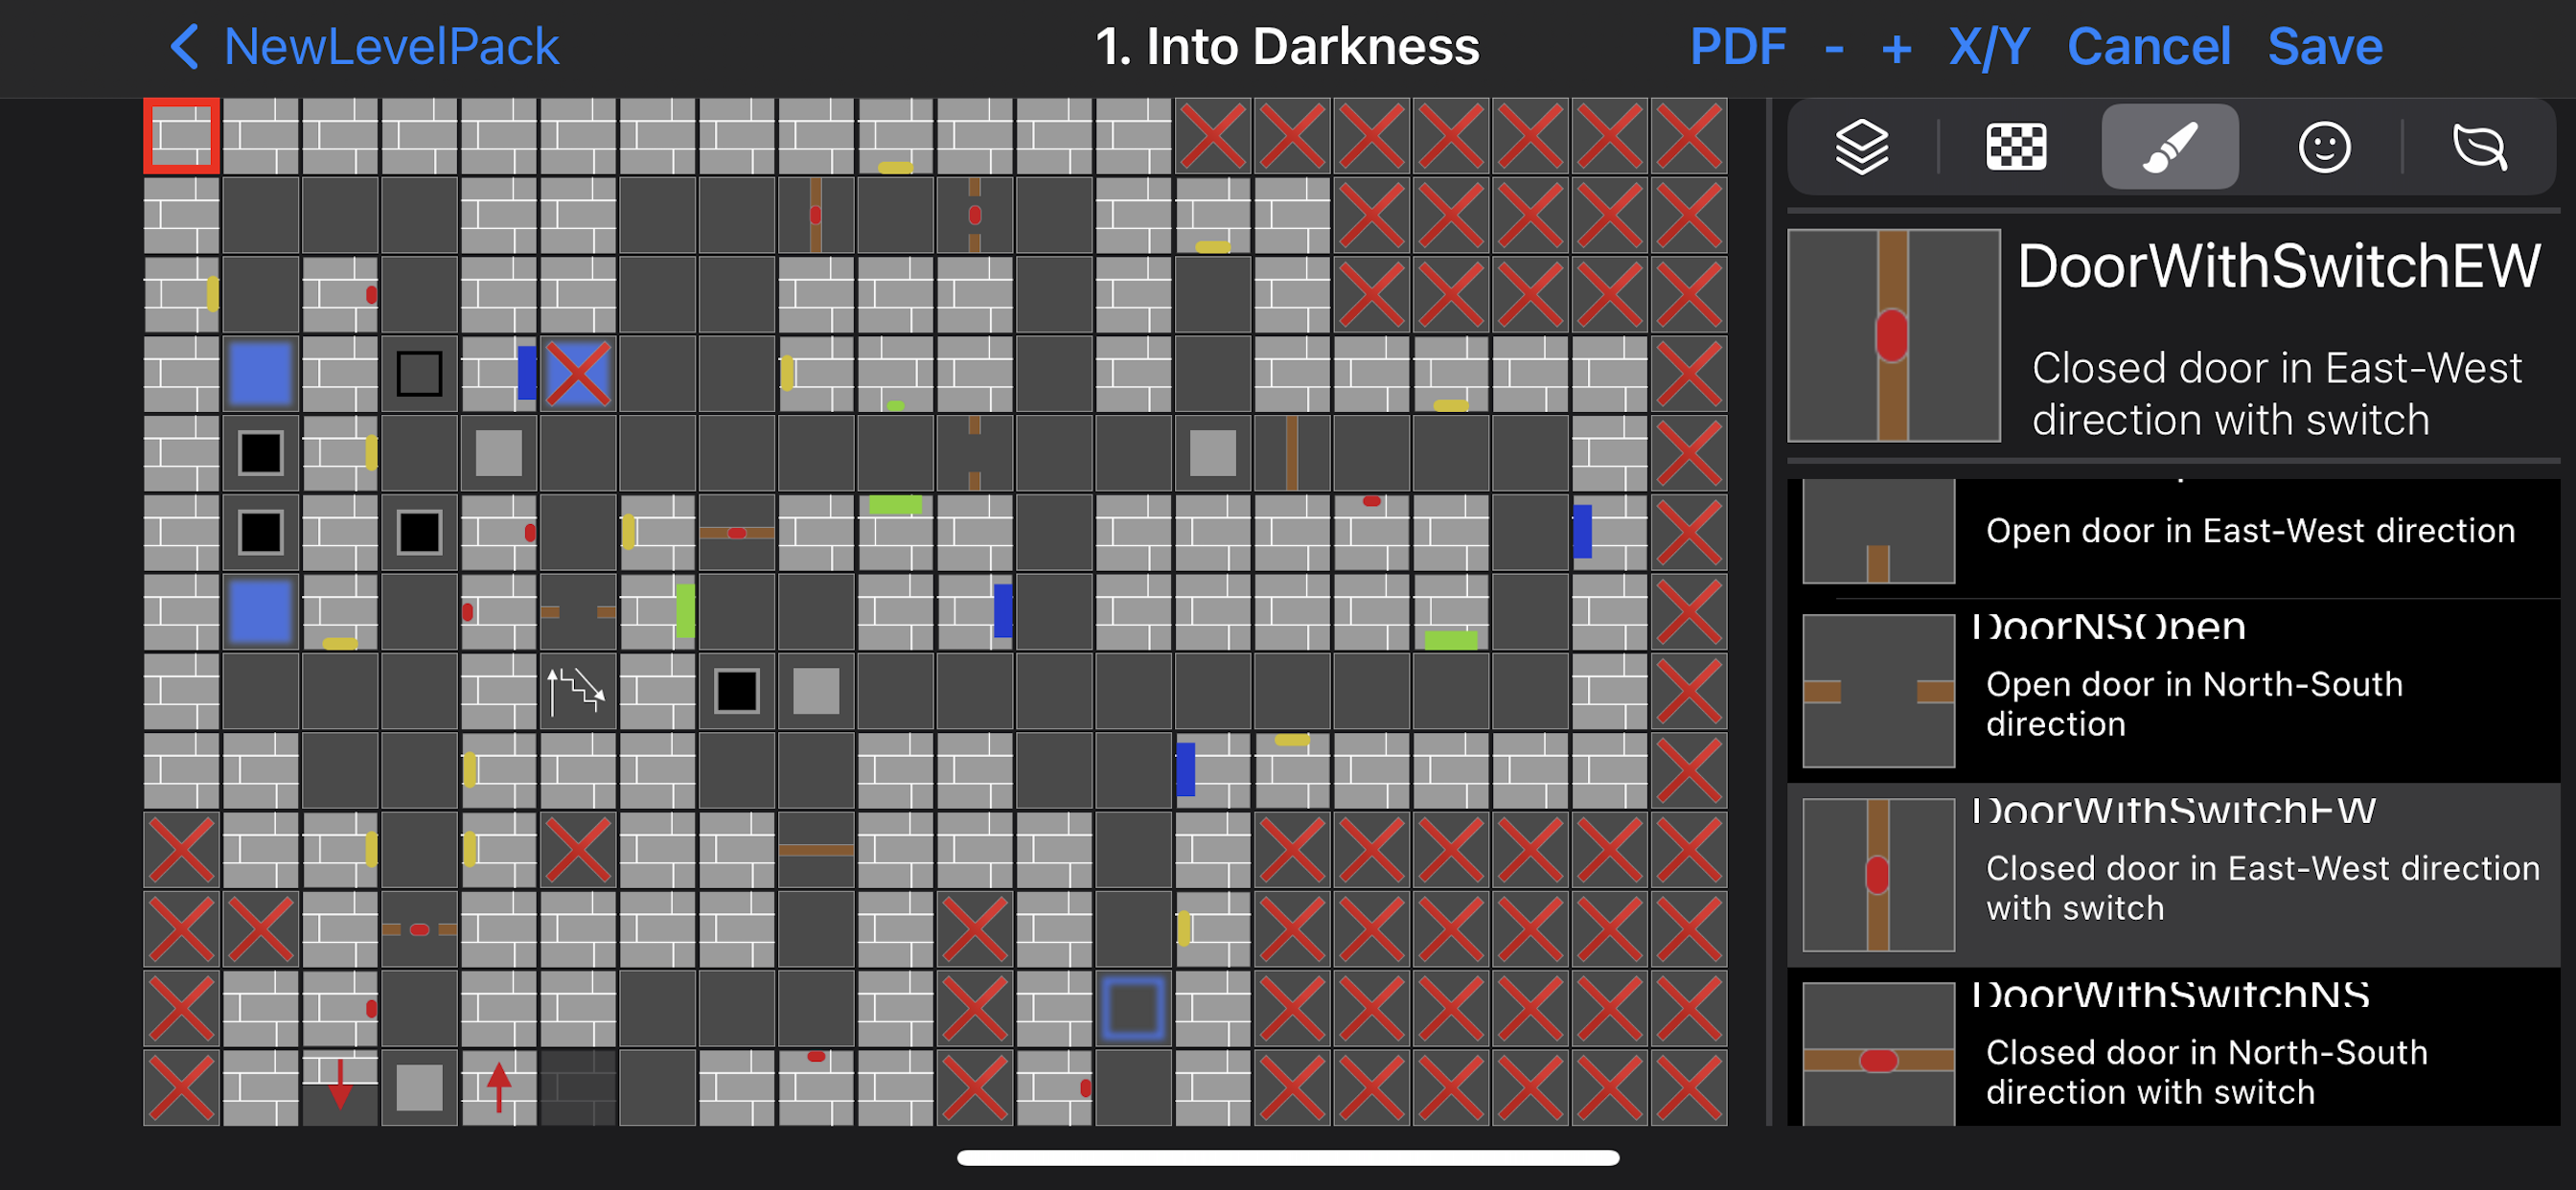 NewLevelPack
1. Into Darkness
PDF - + X/Y Cancel Save
DoorWithSwitchEW
Closed door in East-West
direction with switch
Open door in East-West direction
DoorNSOpen
Open door in North-South
direction
DoorWithSwitchEW
Closed door in East-West direction
with switch
DoorWithSwitchNS
Closed door in North-South
direction with switch